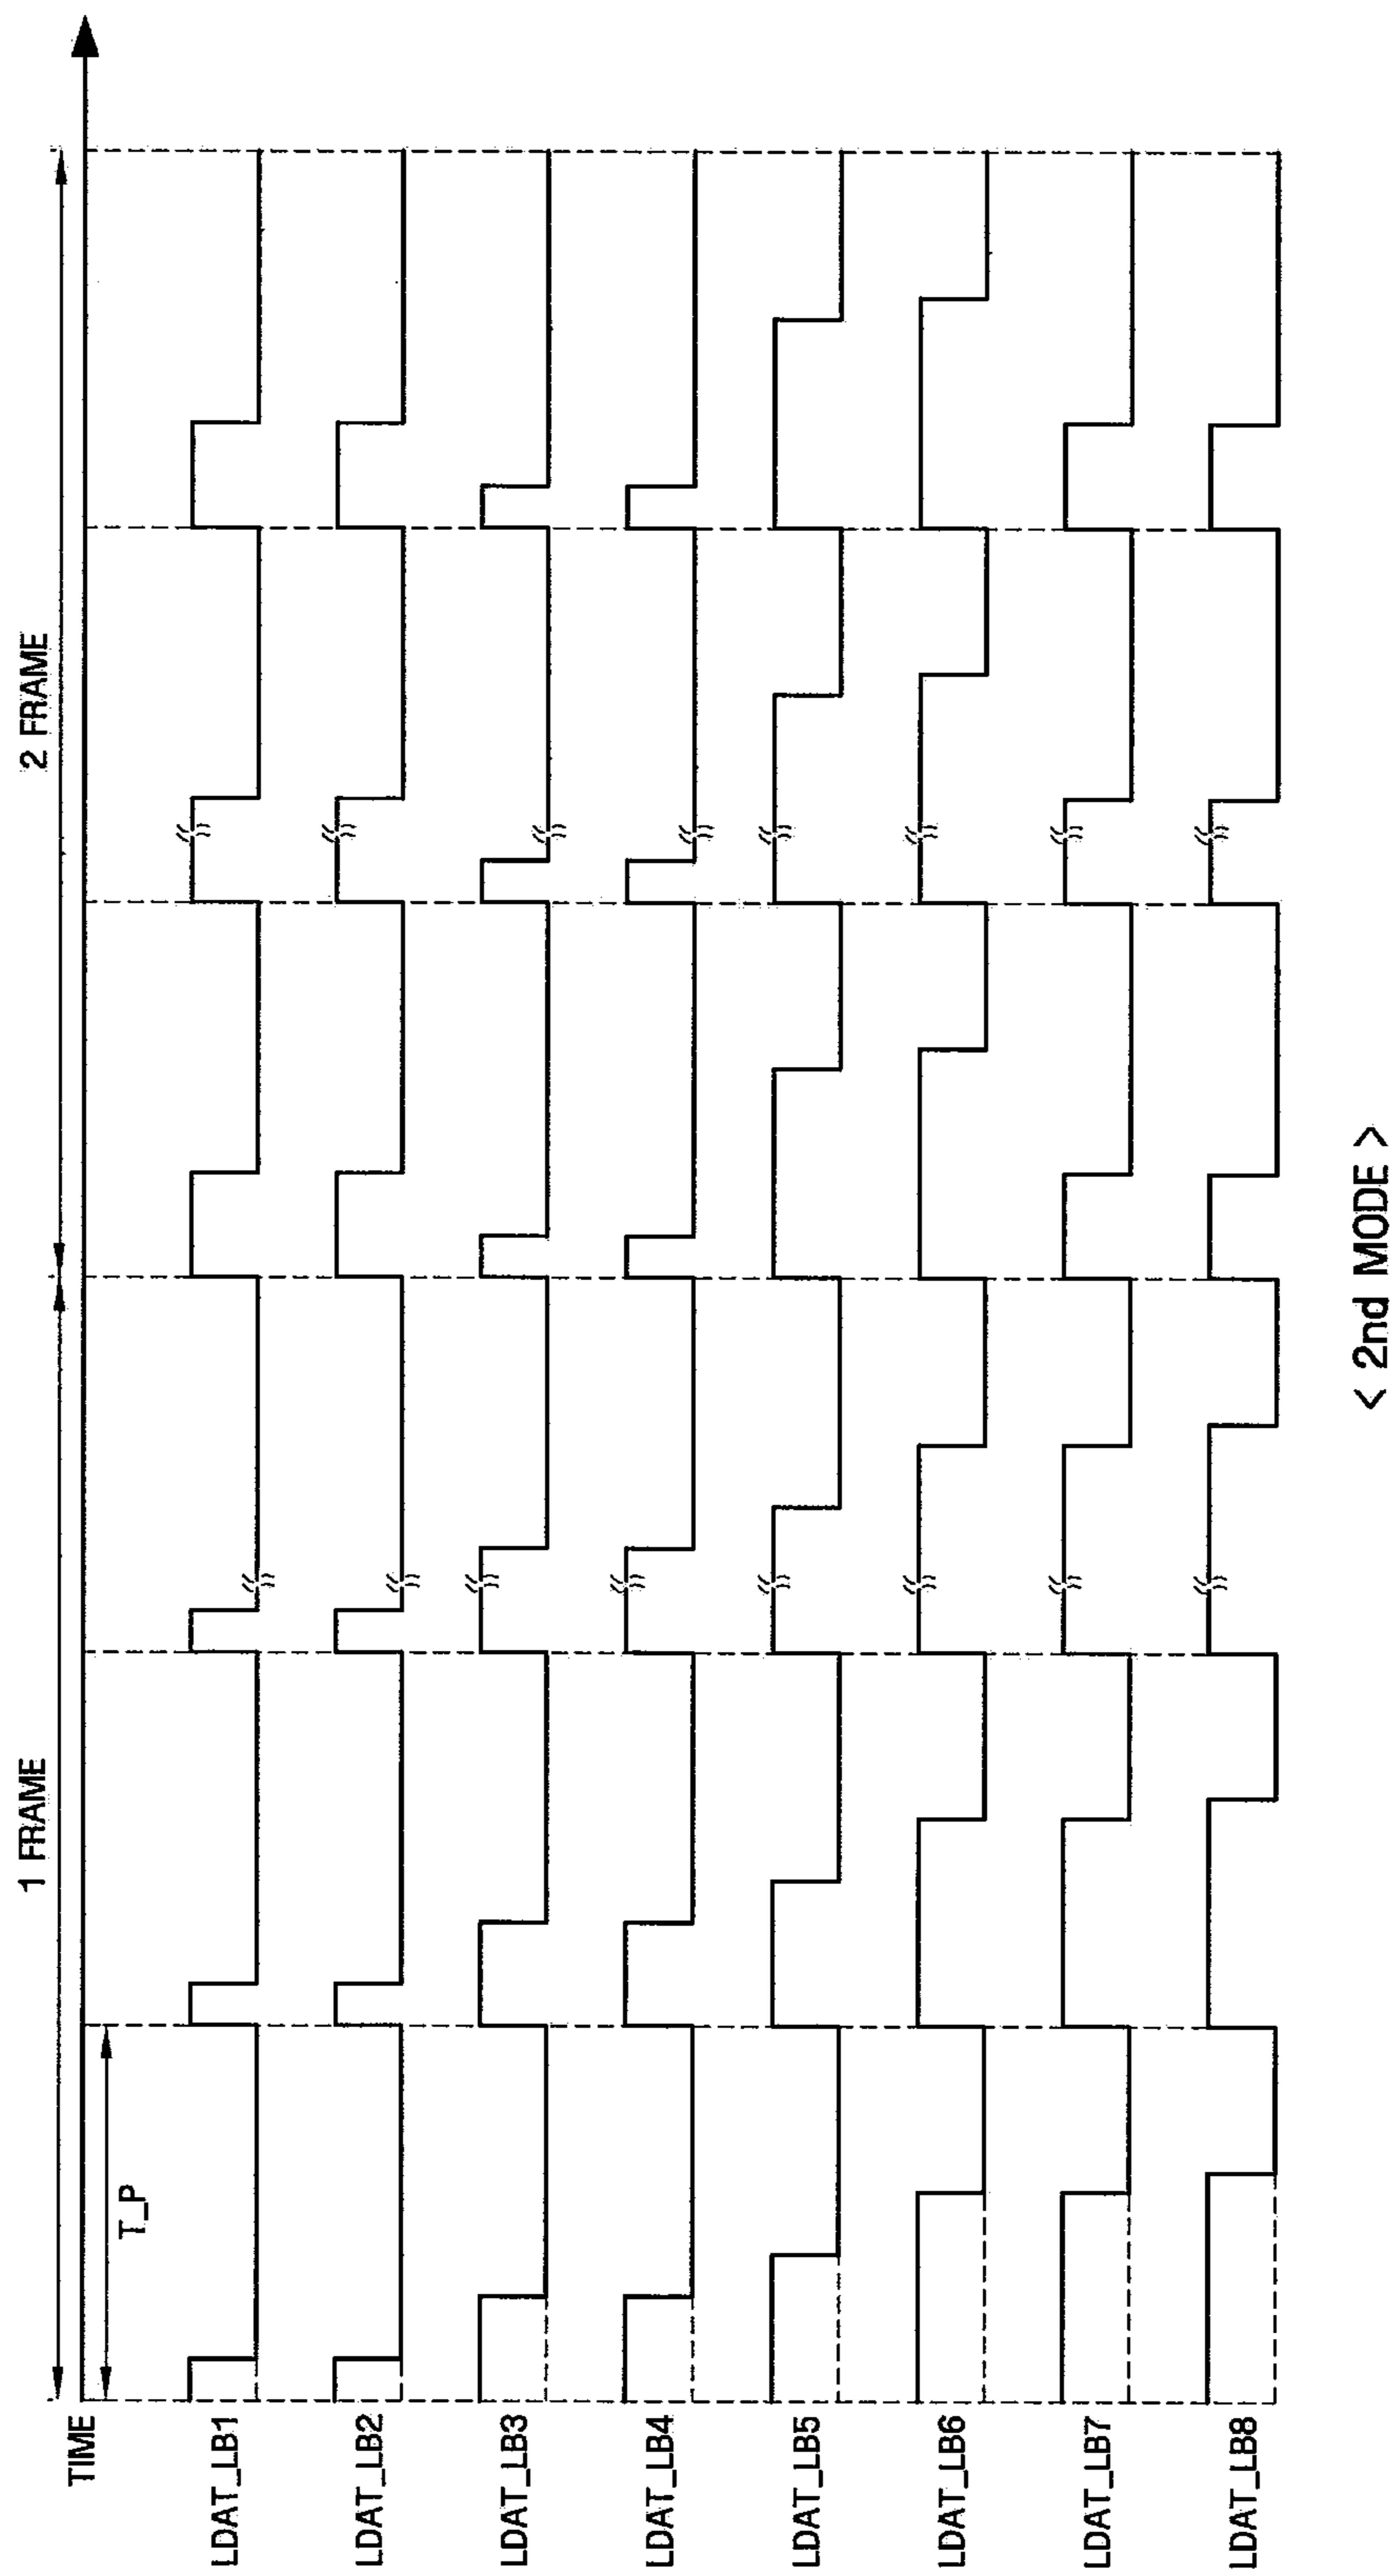 1 FRAME
2 FRAME
TIME
T_P
LDAT_LB1
LDAT_LB2
LDAT_LB3
LDAT_LB4
LDAT_LB5
LDAT_LB6
LDAT_LB7
LDAT_LB8
< 2nd MODE >